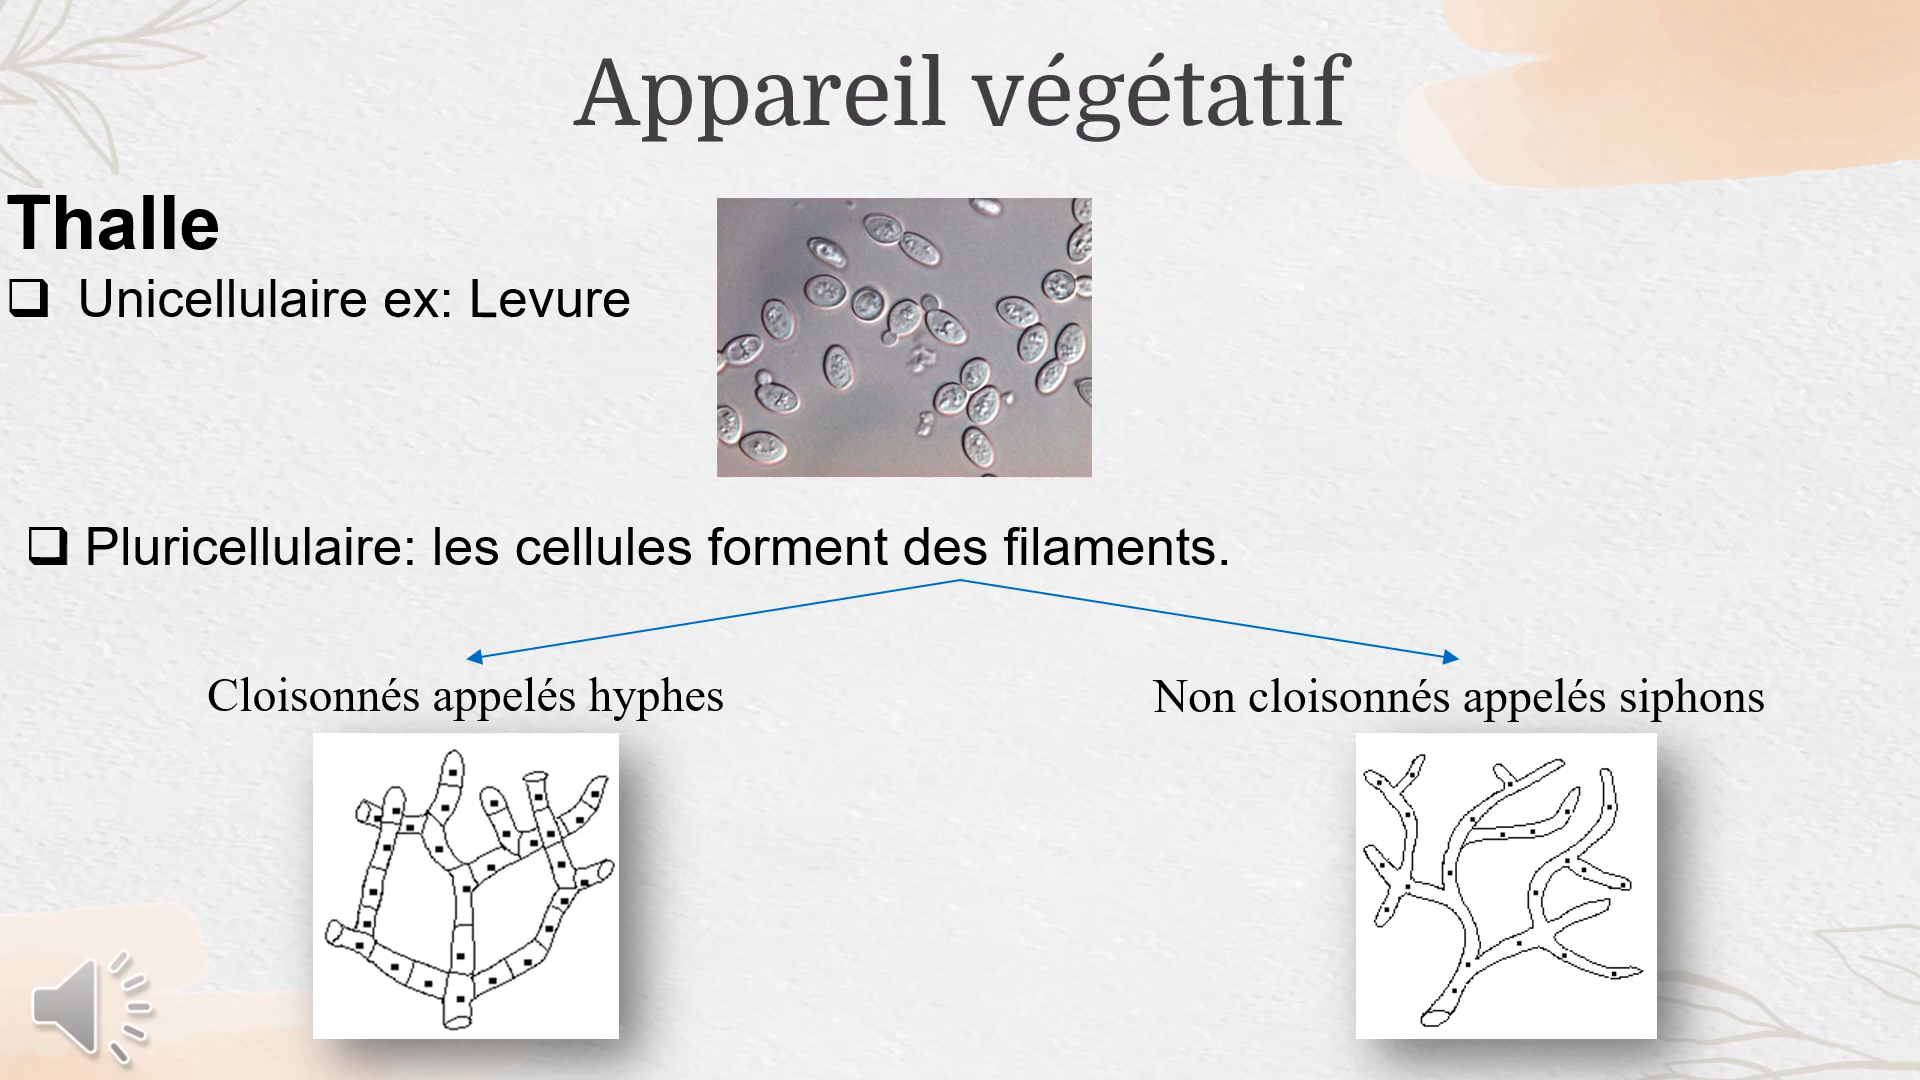 Appareil végétatif
Thalle
❑ Unicellulaire ex: Levure
❑ Pluricellulaire: les cellules forment des filaments.
Cloisonnés appelés hyphes
Non cloisonnés appelés siphons